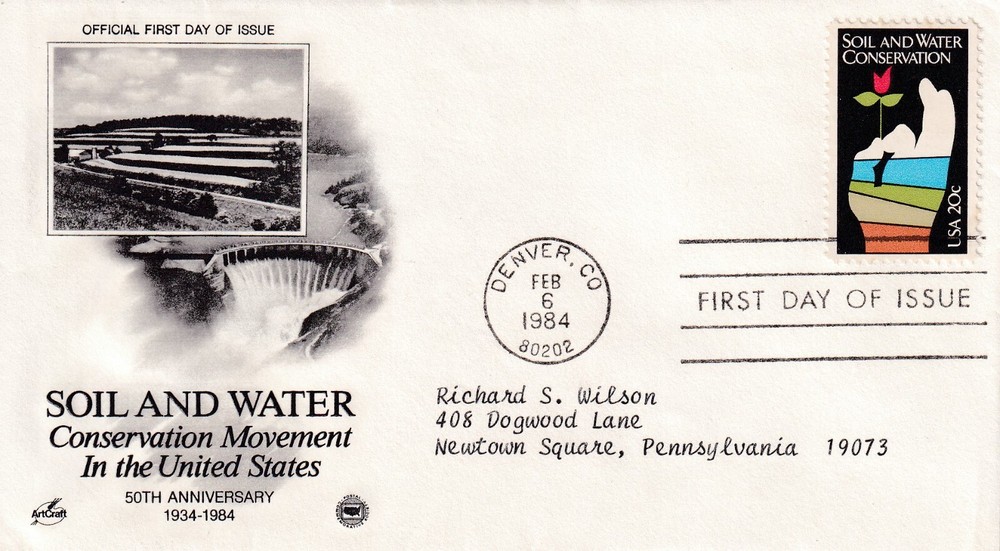 OFFICIAL FIRST DAY OF ISSUE
SOIL AND WATER
CONSERVATION
USA 20c
DENVER, CO
FEB
6
1984
80202
FIRST DAY OF ISSUE
Richard S. Wilson
408 Dogwood Lane
Newtown Square, Pennsylvania 19073
SOIL AND WATER
Conservation Movement
In the United States
50TH ANNIVERSARY
1934-1984
ArtCraft